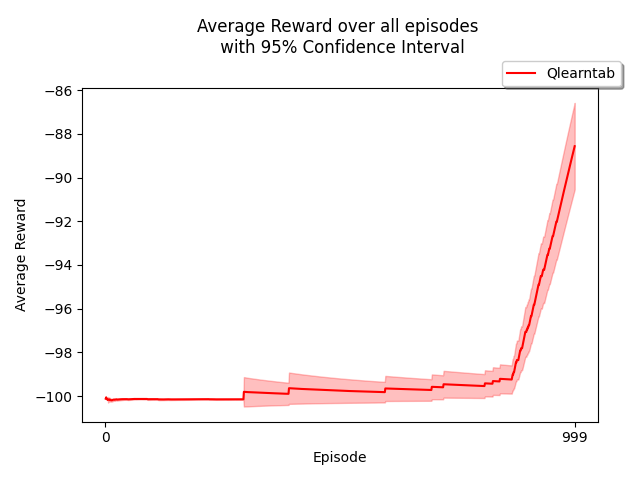 Average Reward over all episodes
with 95% Confidence Interval
Qlearntab
−86
−88
−90
−92
−94
−96
−98
−100
Average Reward
0
999
Episode